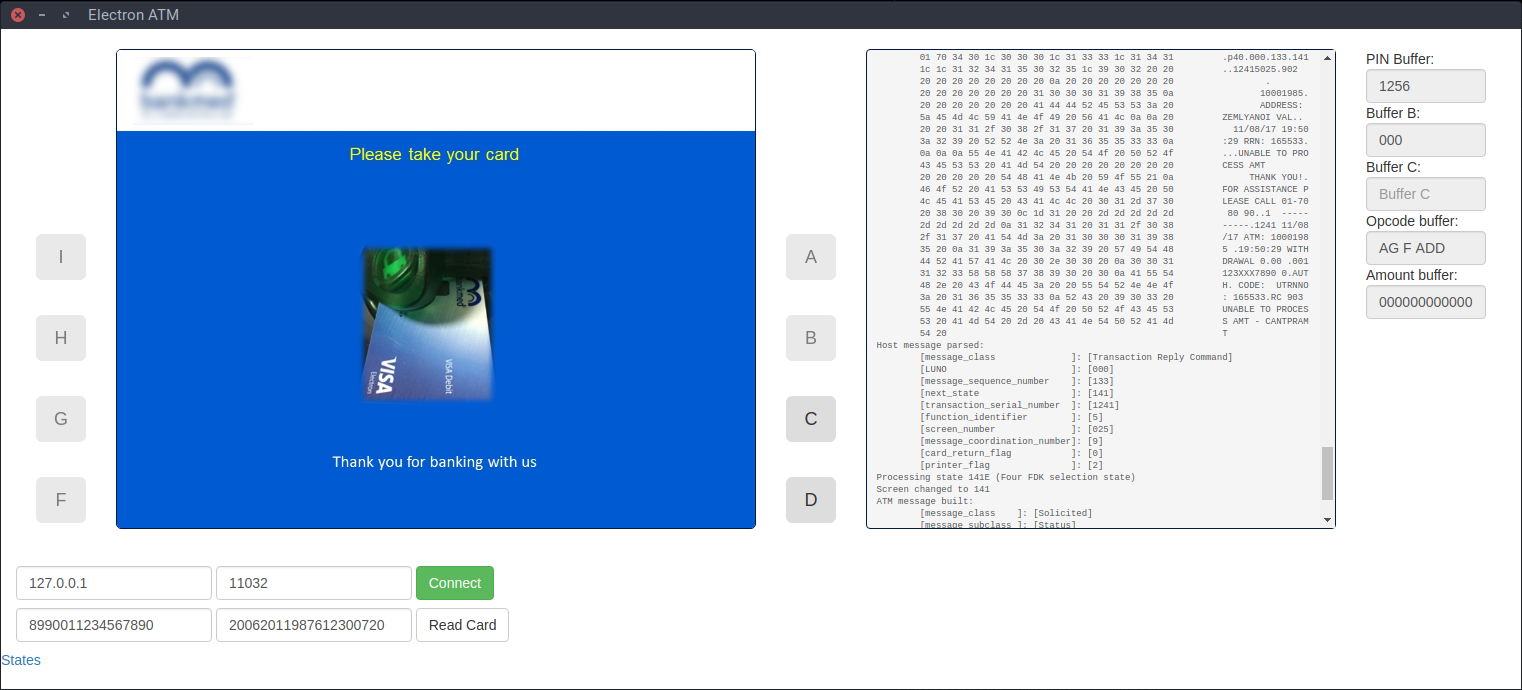 Electron ATM
bankmed
Please take your card
bankmed
VISA
Electron
VISA Debit
Thank you for banking with us
I
H
G
F
A
B
C
D
01 70 34 30 1c 30 30 30 1c 31 33 33 1c 31 34 31 .p40.000.133.141
1c 1c 31 32 34 31 35 30 32 35 1c 39 30 32 20 20 ..12415025.902
20 20 20 20 20 20 20 0a 20 20 20 20 20 20 20 20 .
20 20 20 20 20 20 20 31 30 30 30 31 39 38 35 0a 10001985.
20 20 20 20 20 20 20 41 44 44 52 45 53 53 3a 20 ADDRESS:
5a 45 4d 4c 59 41 4e 4f 49 20 56 41 4c 0a 0a 20 ZEMLYANOI VAL..
20 20 31 31 2f 30 38 2f 31 37 20 31 39 3a 35 30 11/08/17 19:50
3a 32 39 20 52 52 4e 3a 20 31 36 35 35 33 33 0a :29 RRN: 165533.
0a 0a 0a 55 4e 41 42 4c 45 20 54 4f 20 50 52 4f ...UNABLE TO PRO
43 45 53 53 20 41 4d 54 20 20 20 20 20 20 20 20 CESS AMT
20 20 20 20 20 54 48 41 4e 4b 20 59 4f 55 21 0a THANK YOU!.
46 4f 52 20 41 53 53 49 53 54 41 4e 43 45 20 50 FOR ASSISTANCE P
4c 45 41 53 45 20 43 41 4c 4c 20 30 31 2d 37 30 LEASE CALL 01-70
20 38 30 20 39 30 0c 1d 31 20 20 2d 2d 2d 2d 2d 80 90..1 -----
2d 2d 2d 2d 2d 0a 31 32 34 31 20 31 31 2f 30 38 -----.1241 11/08
2f 31 37 20 41 54 4d 3a 20 31 30 30 30 31 39 38 /17 ATM: 1000198
35 20 0a 31 39 3a 35 30 3a 32 39 20 57 49 54 48 5 .19:50:29 WITH
44 52 41 57 41 4c 20 30 2e 30 30 20 0a 30 30 31 DRAWAL 0.00 .001
31 32 33 58 58 58 37 38 39 30 20 30 0a 41 55 54 123XXX7890 0.AUT
48 2e 20 43 4f 44 45 3a 20 20 55 54 52 4e 4e 4f H. CODE: UTRNNO
3a 20 31 36 35 35 33 33 0a 52 43 20 39 30 33 20 : 165533.RC 903
55 4e 41 42 4c 45 20 54 4f 20 50 52 4f 43 45 53 UNABLE TO PROCES
53 20 41 4d 54 20 2d 20 43 41 4e 54 50 52 41 4d S AMT - CANTPRAM
54 20 T
Host message parsed:
[message_class ]: [Transaction Reply Command]
[LUNO ]: [000]
[message_sequence_number ]: [133]
[next_state ]: [141]
[transaction_serial_number ]: [1241]
[function_identifier ]: [5]
[screen_number ]: [025]
[message_coordination_number]: [9]
[card_return_flag ]: [0]
[printer_flag ]: [2]
Processing state 141E (Four FDK selection state)
Screen changed to 141
ATM message built:
[message_class ]: [Solicited]
[message_subclass ]: [Status]
PIN Buffer:
1256
Buffer B:
000
Buffer C:
Buffer C
Opcode buffer:
AG F ADD
Amount buffer:
000000000000
127.0.0.1 11032 Connect
8990011234567890 20062011987612300720 Read Card
States